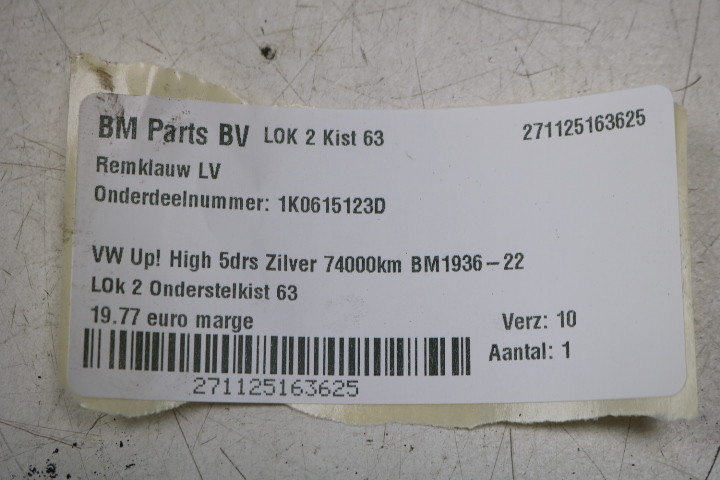 BM Parts BV LOK 2 Kist 63 271125163625
Remklauw LV
Onderdeelnummer: 1K0615123D
VW Up! High 5drs Zilver 74000km BM1936-22
LOk 2 Onderstelkist 63
19.77 euro marge Verz: 10
Aantal: 1
271125163625